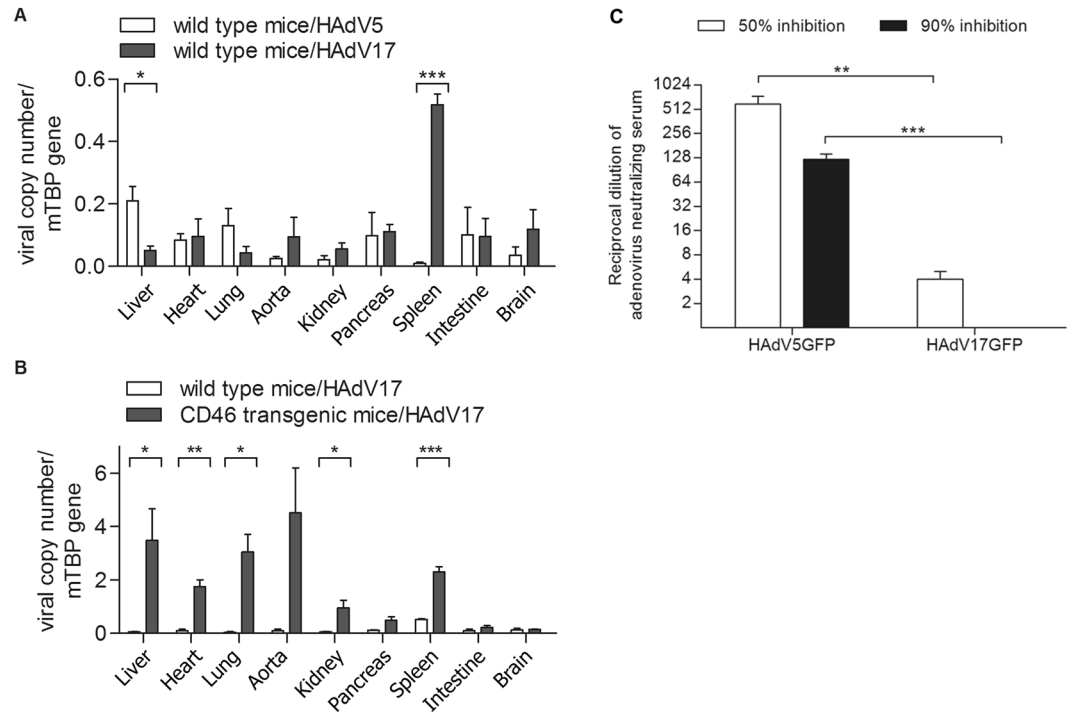 A
wild type mice/HAdV5
wild type mice/HAdV17
viral copy number/
mTBP gene
0.6
0.4
0.2
0.0
*
***
Liver
Heart
Lung
Aorta
Kidney
Pancreas
Spleen
Intestine
Brain
B
wild type mice/HAdV17
CD46 transgenic mice/HAdV17
viral copy number/
mTBP gene
6
4
2
0
*
**
*
*
***
Liver
Heart
Lung
Aorta
Kidney
Pancreas
Spleen
Intestine
Brain
C
50% inhibition
90% inhibition
Reciprocal dilution of
adenovirus neutralizing serum
1024
512
256
128
64
32
16
8
4
2
**
***
HAdV5GFP
HAdV17GFP